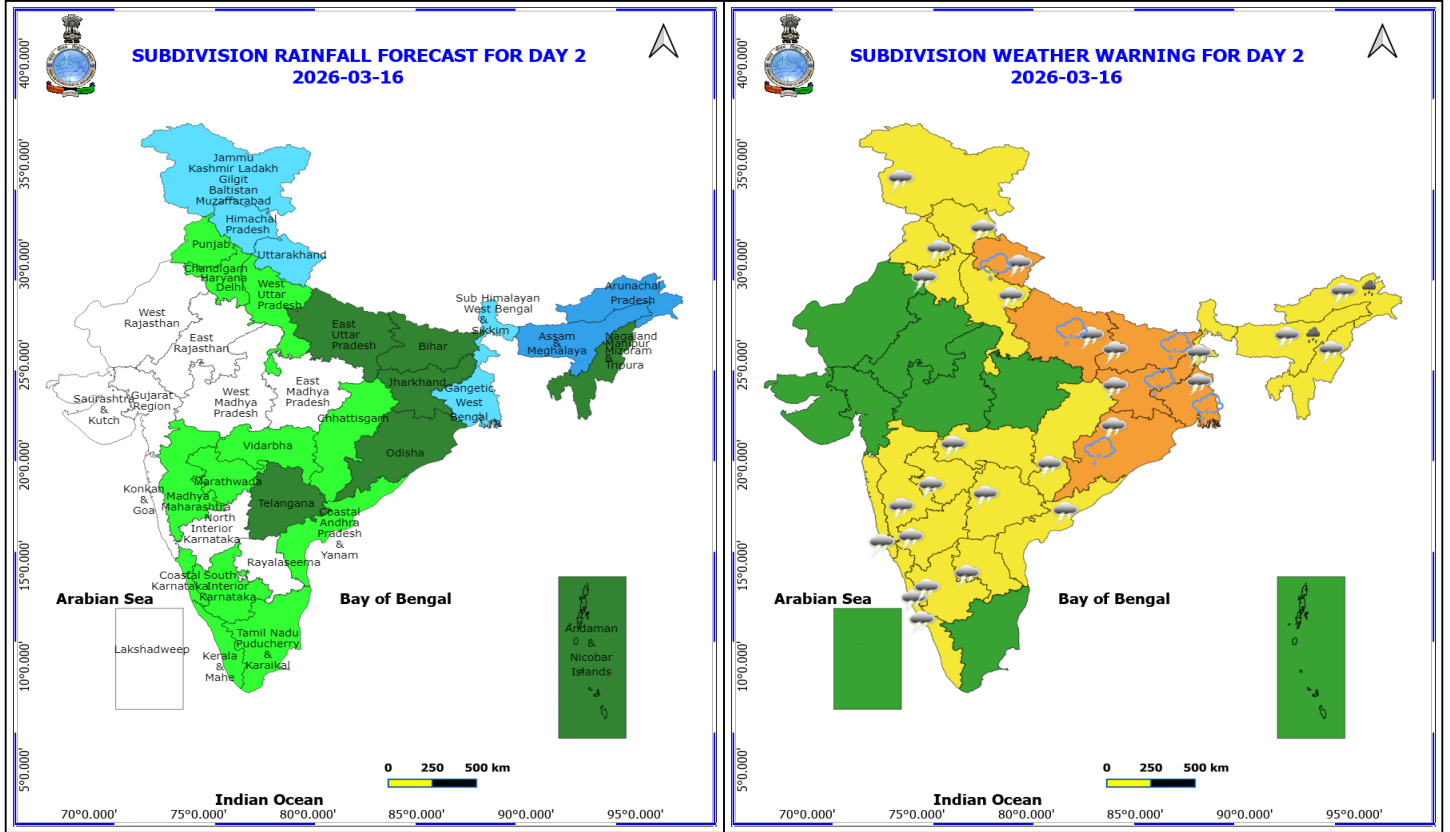 SUBDIVISION RAINFALL FORECAST FOR DAY 2
2026-03-16
40°0.000'
35°0.000'
30°0.000'
25°0.000'
20°0.000'
15°0.000'
10°0.000'
5°0.000'
Jammu
Kashmir Ladakh
Gilgit
Baltistan
Muzaffarabad
Himachal
Pradesh
Punjab
Uttarakhand
Chandigarh
Haryana
Delhi
West
Uttar
Pradesh
West
Rajasthan
East
Rajasthan
East
Uttar
Pradesh
Bihar
Sub Himalayan
West Bengal
&
Sikkim
Arunachal
Pradesh
Assam
&
Meghalaya
Nagaland
Manipur
Mizoram
&
Tripura
Jharkhand
Gangetic
West
Bengal
Saurashtra
&
Kutch
Gujarat
Region
West
Madhya
Pradesh
East
Madhya
Pradesh
Chhattisgarh
Vidarbha
Odisha
Konkan
&
Goa
Madhya
Maharashtra
Marathwada
Telangana
North
Interior
Karnataka
Coastal
Andhra
Pradesh
&
Yanam
Rayalaseema
Coastal
Karnataka
South
Interior
Karnataka
Tamil Nadu
Puducherry
&
Karaikal
Kerala
&
Mahe
Lakshadweep
Andaman
&
Nicobar
Islands
Arabian Sea
Bay of Bengal
Indian Ocean
0 250 500 km
70°0.000' 75°0.000' 80°0.000' 85°0.000' 90°0.000' 95°0.000'
SUBDIVISION WEATHER WARNING FOR DAY 2
2026-03-16
40°0.000'
35°0.000'
30°0.000'
25°0.000'
20°0.000'
15°0.000'
10°0.000'
5°0.000'
Arabian Sea
Bay of Bengal
Indian Ocean
0 250 500 km
70°0.000' 75°0.000' 80°0.000' 85°0.000' 90°0.000' 95°0.000'